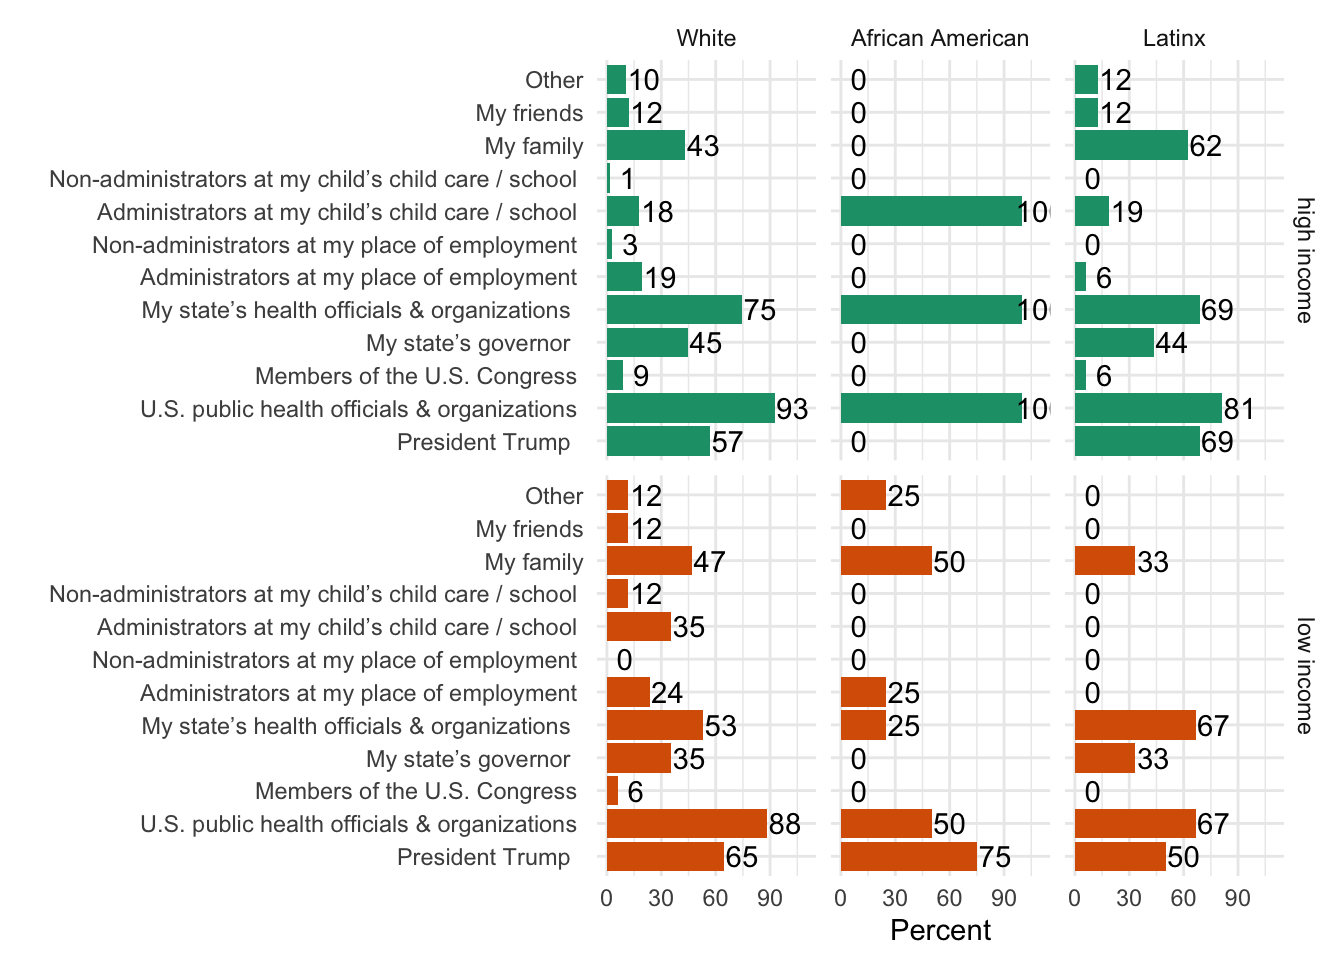 White African American Latinx
Other 10 0 12
My friends 12 0 12
My family 43 0 62
Non-administrators at my child’s child care / school 1 0 0
Administrators at my child’s child care / school 18 10 19
Non-administrators at my place of employment 3 0 0
Administrators at my place of employment 19 0 6
My state’s health officials & organizations 75 10 69
My state’s governor 45 0 44
Members of the U.S. Congress 9 0 6
U.S. public health officials & organizations 93 10 81
President Trump 57 0 69
high income
Other 12 25 0
My friends 12 0 0
My family 47 50 33
Non-administrators at my child’s child care / school 12 0 0
Administrators at my child’s child care / school 35 0 0
Non-administrators at my place of employment 0 0 0
Administrators at my place of employment 24 25 0
My state’s health officials & organizations 53 25 67
My state’s governor 35 0 33
Members of the U.S. Congress 6 0 0
U.S. public health officials & organizations 88 50 67
President Trump 65 75 50
low income
0 30 60 90 0 30 60 90 0 30 60 90
Percent